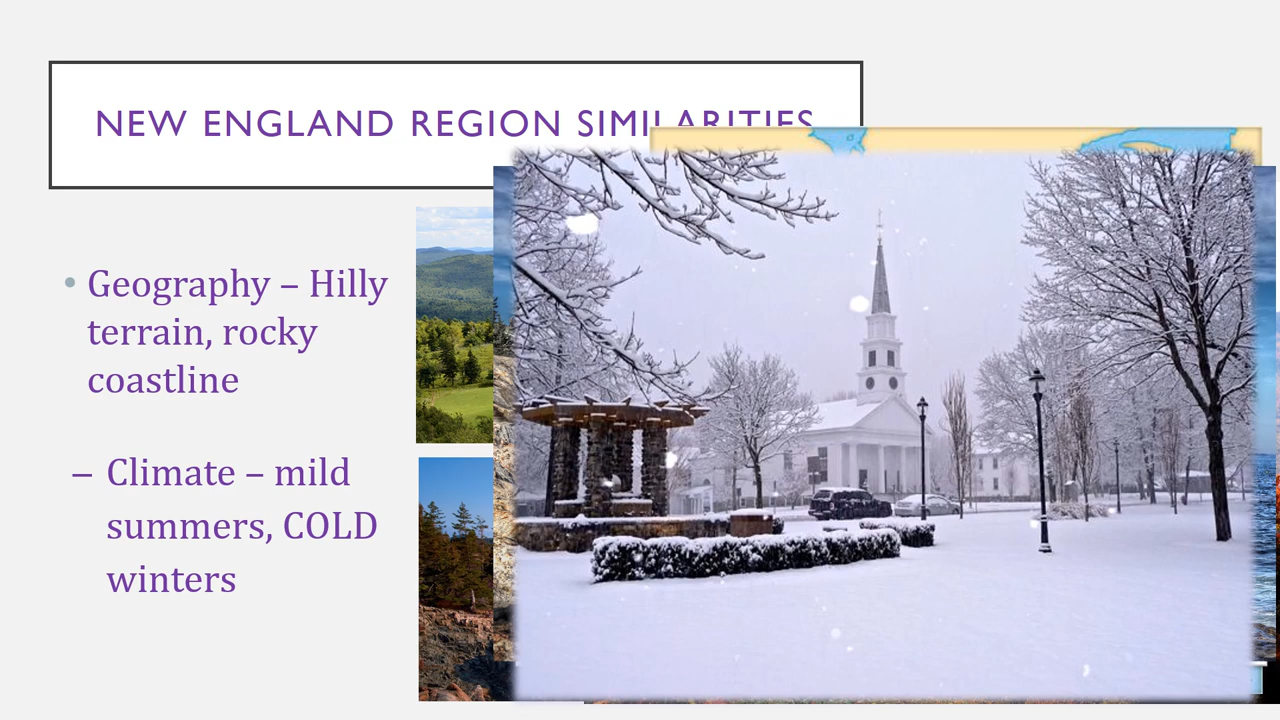 NEW ENGLAND REGION SIMILARITIES
• Geography – Hilly
terrain, rocky
coastline
– Climate – mild
summers, COLD
winters